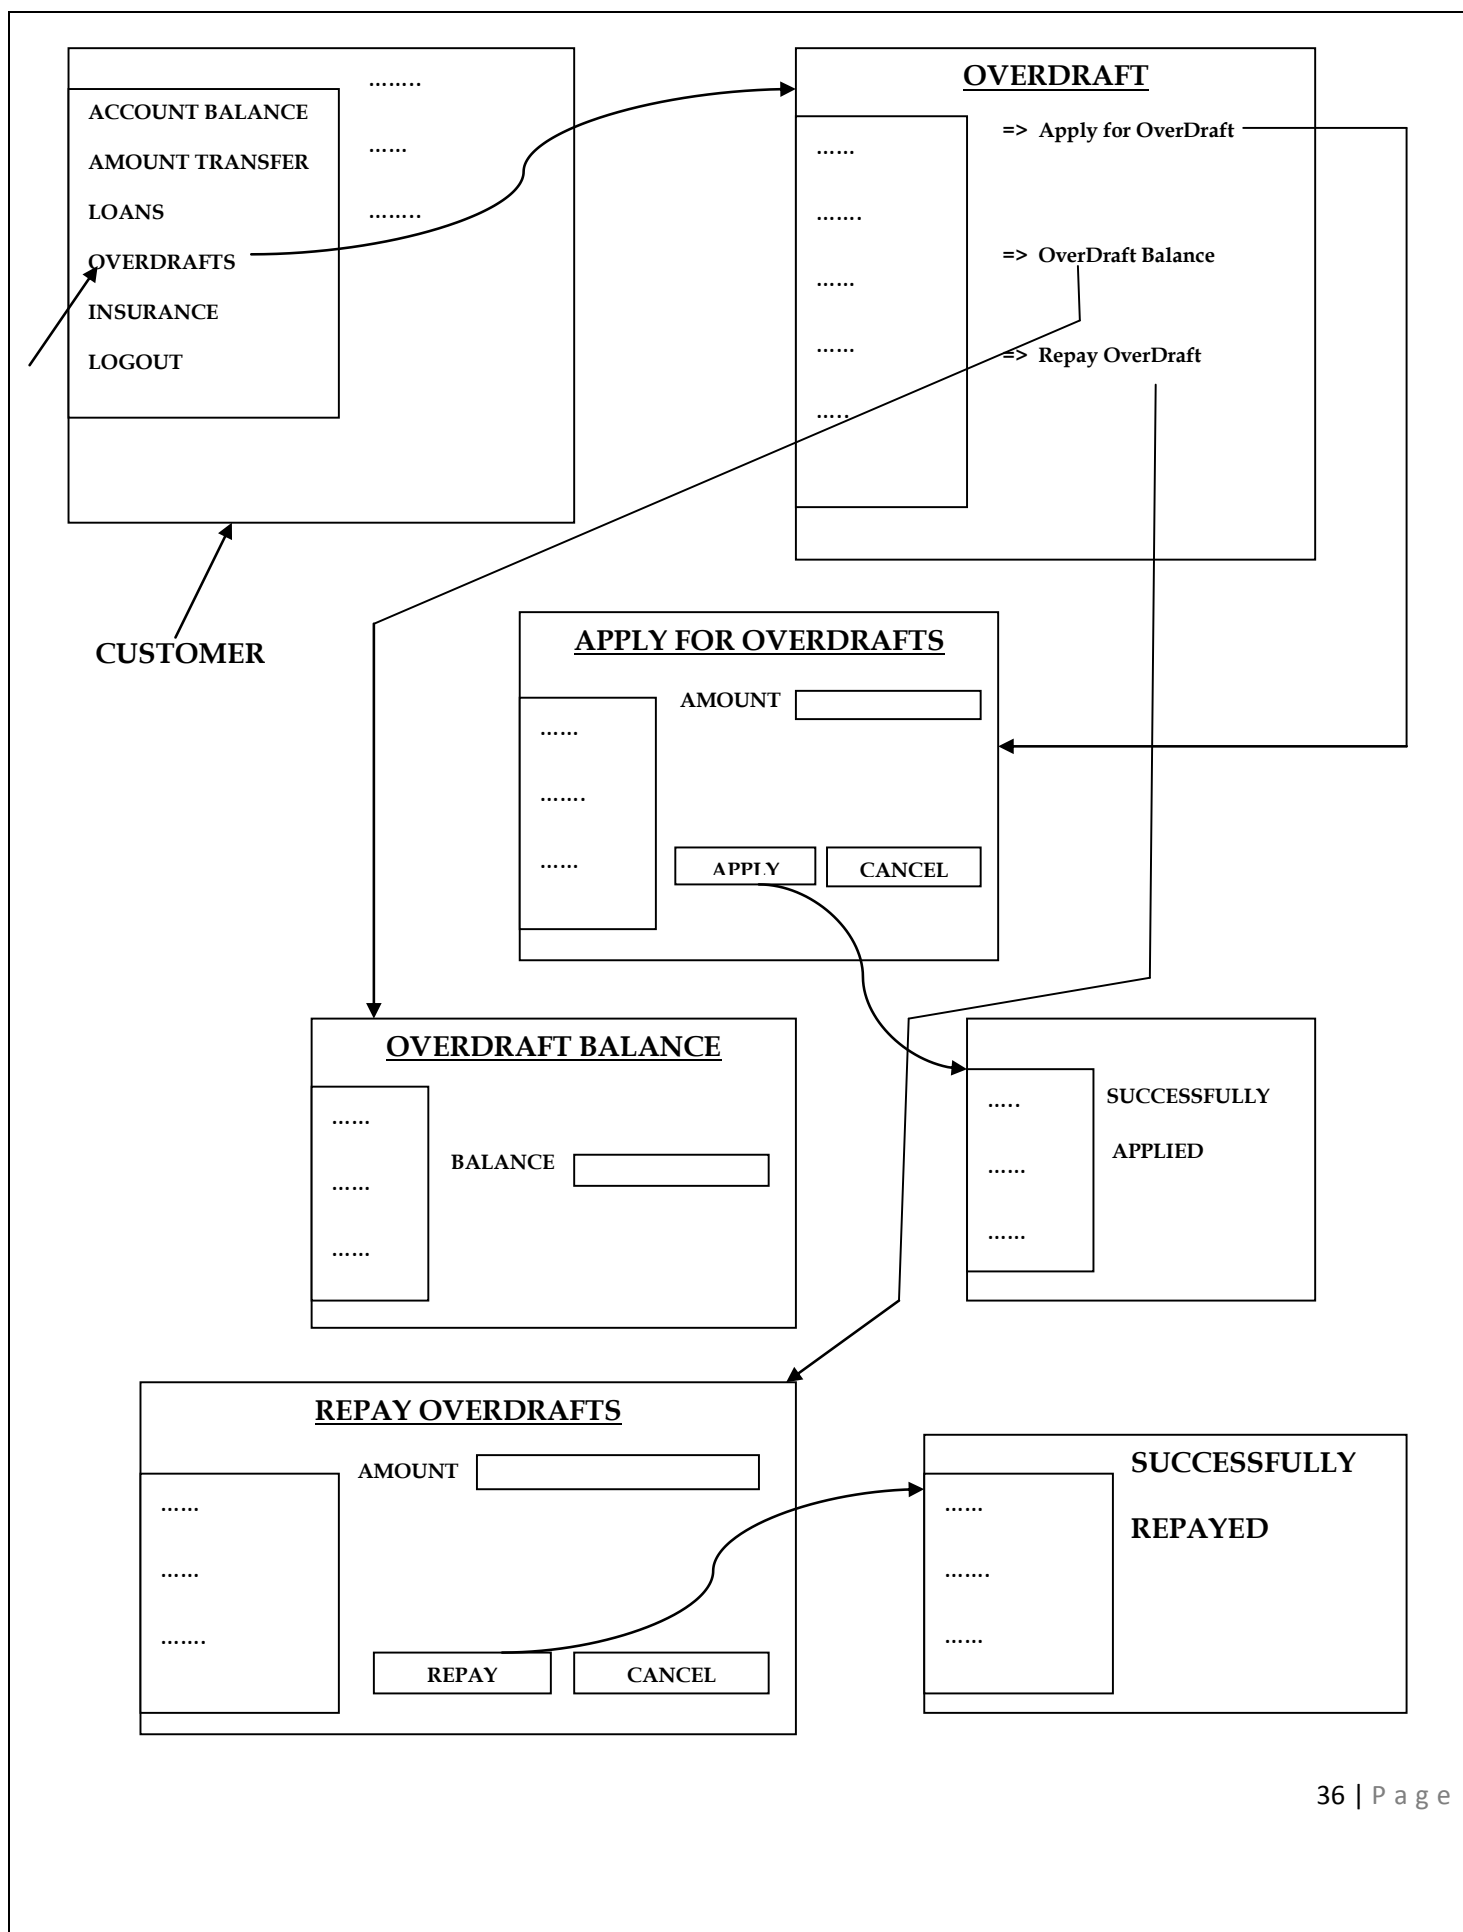 ……..
ACCOUNT BALANCE
……
AMOUNT TRANSFER
……..
LOANS
OVERDRAFTS
INSURANCE
LOGOUT
CUSTOMER
OVERDRAFT
=> Apply for OverDraft
……
…….
=> OverDraft Balance
……
……
=> Repay OverDraft
…..
APPLY FOR OVERDRAFTS
AMOUNT
……
…….
……
APPLY
CANCEL
OVERDRAFT BALANCE
……
BALANCE
……
……
…..
SUCCESSFULLY
APPLIED
……
……
REPAY OVERDRAFTS
AMOUNT
……
……
…….
REPAY
CANCEL
SUCCESSFULLY
……
REPAYED
…….
……
36 | Page